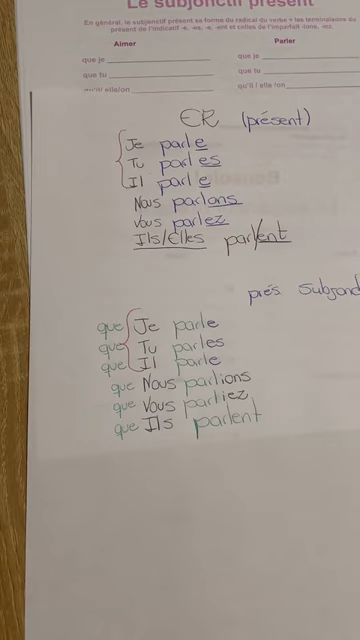 Le subjonctif présent
En général, le subjonctif présent se forme du radical du verbe + les terminaisons du
présent de l'indicatif -e, -es, -e, -ent et celles de l'imparfait -ions, -iez.
Aimer Parler
que je que je
que tu que tu
qu'il/ elle/on qu'il / elle /on
ER (présent)
Je parle
Tu parles
Il parle
Nous parlons
Vous parlez
Ils/Elles parlent
prés Subjonc
que Je parle
que Tu parles
que Il parle
que Nous parlions
que Vous parliez
que Ils parlent